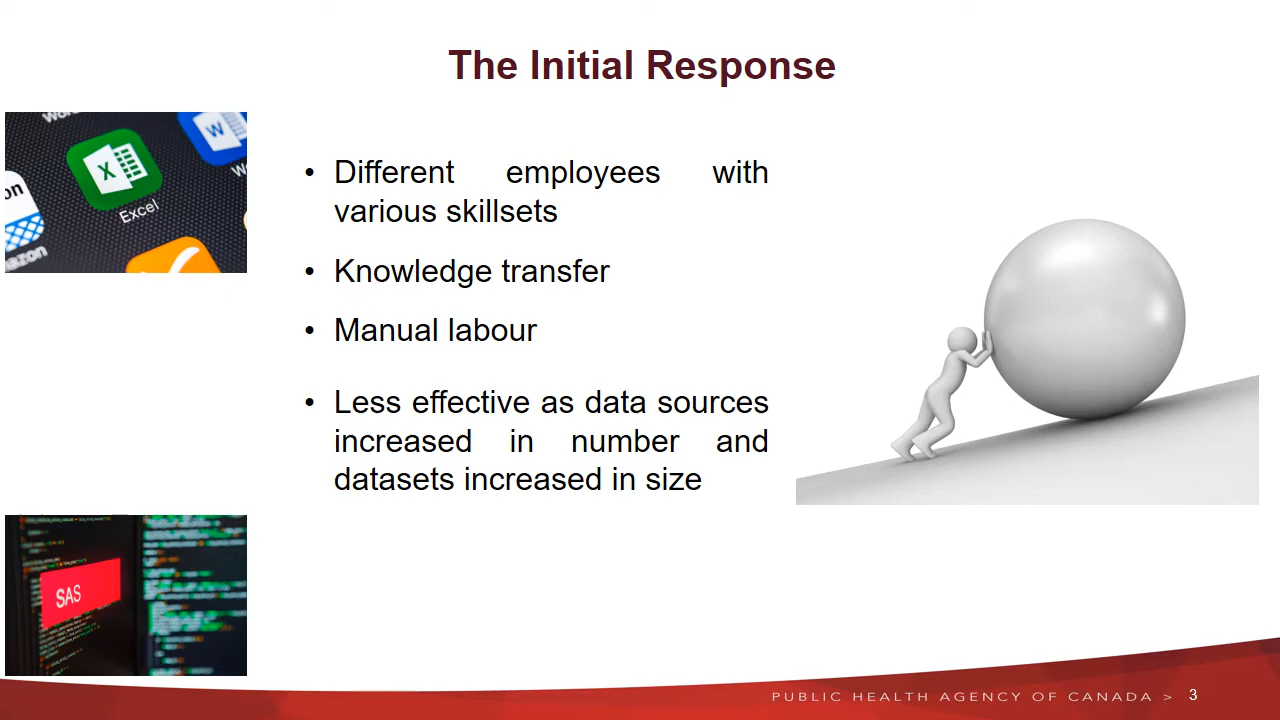 The Initial Response
Excel
W
X
SAS
• Different employees with
various skillsets
• Knowledge transfer
• Manual labour
• Less effective as data sources
increased in number and
datasets increased in size
PUBLIC HEALTH AGENCY OF CANADA > 3